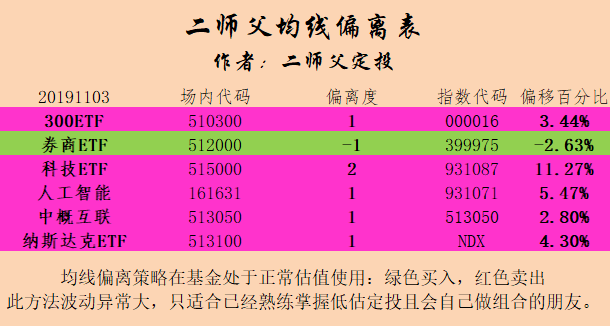 二师父均线偏离表
作者：二师父定投
20191103 场内代码 偏离度 指数代码 偏移百分比
300ETF 510300 1 000016 3.44%
券商ETF 512000 -1 399975 -2.63%
科技ETF 515000 2 931087 11.27%
人工智能 161631 1 931071 5.47%
中概互联 513050 1 513050 2.80%
纳斯达克ETF 513100 1 NDX 4.30%
均线偏离策略在基金处于正常估值使用：绿色买入，红色卖出
此方法波动异常大，只适合已经熟练掌握低估定投且会自己做组合的朋友。